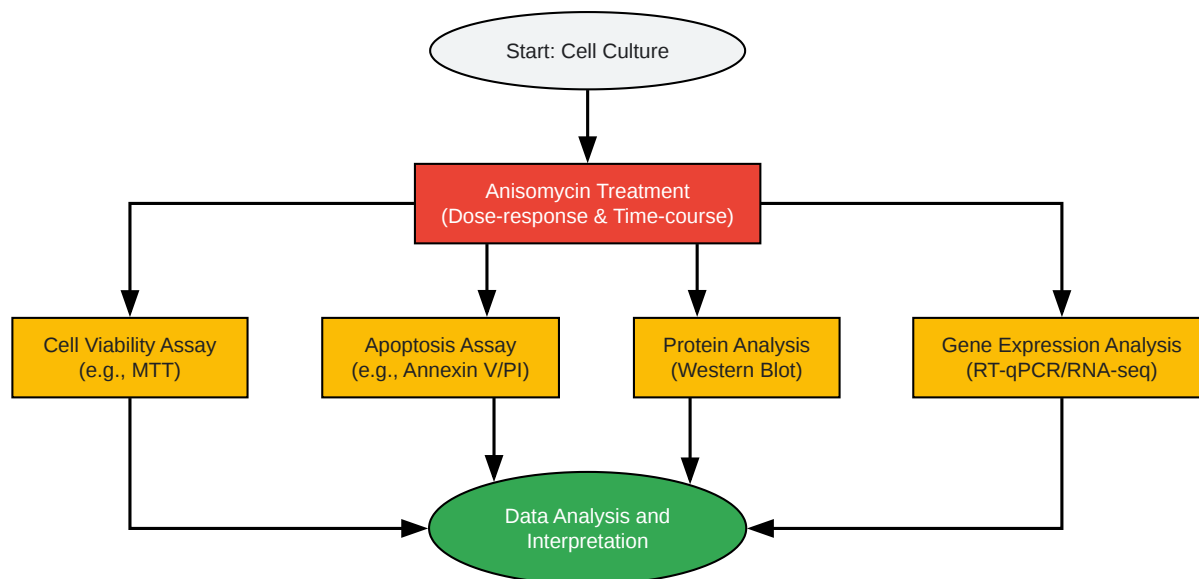 Start: Cell Culture
Anisomycin Treatment
(Dose-response & Time-course)
Cell Viability Assay
(e.g., MTT)
Apoptosis Assay
(e.g., Annexin V/PI)
Protein Analysis
(Western Blot)
Gene Expression Analysis
(RT-qPCR/RNA-seq)
Data Analysis and
Interpretation